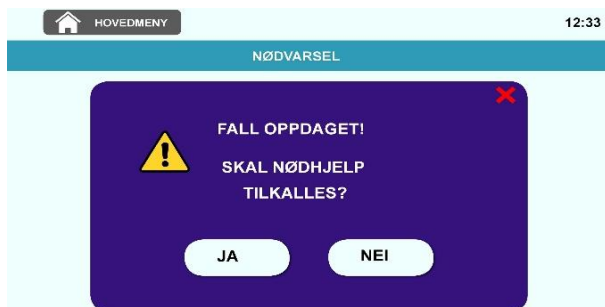 HOVEDMENY
12:33
NØDVARSEL
FALL OPPDAGET!
SKAL NØDHJELP
TILKALLES?
JA
NEI